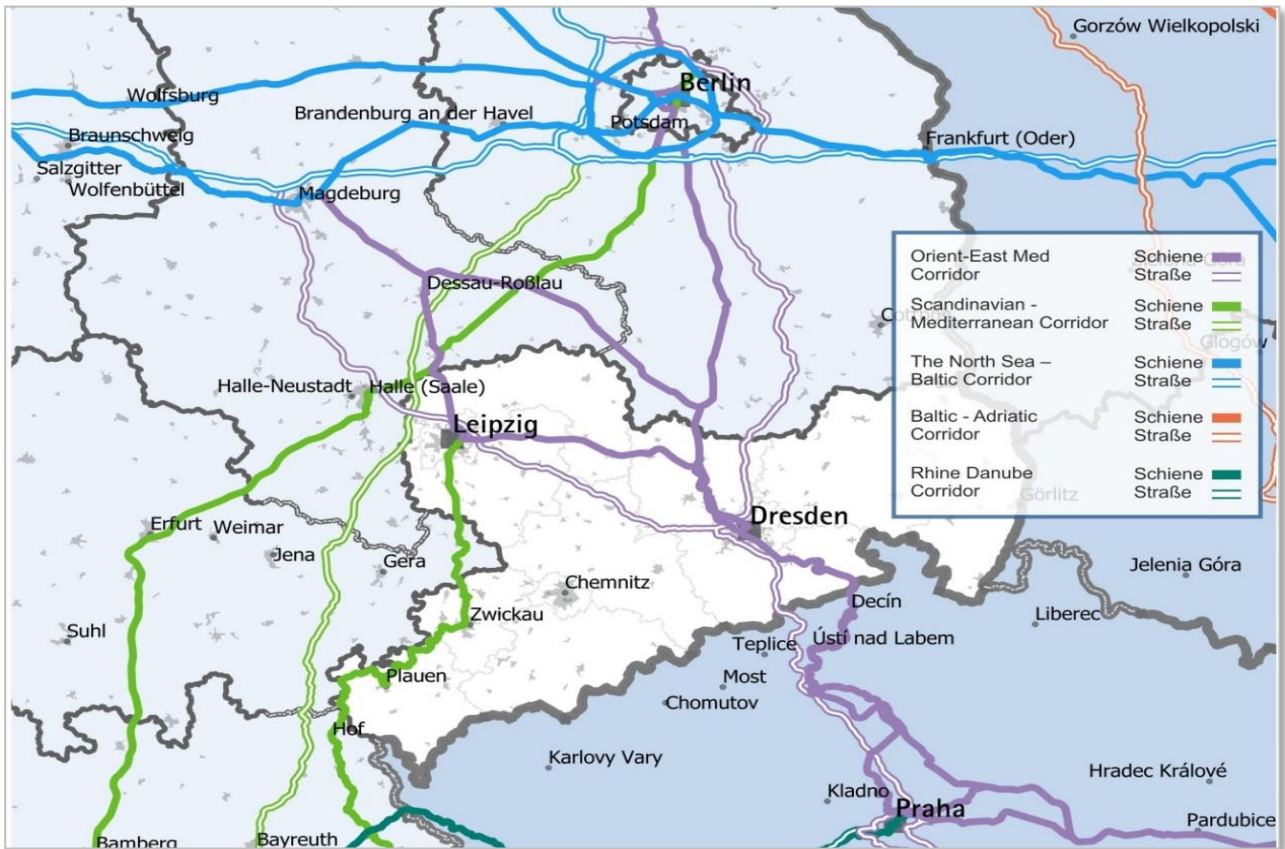 Gorzów Wielkopolski
Berlin
Wolfsburg
Brandenburg an der Havel
Potsdam
Braunschweig
Frankfurt (Oder)
Salzgitter
Wolfenbüttel
Magdeburg
Orient-East Med Schiene
Corridor Straße
Scandinavian - Schiene
Mediterranean Corridor Straße
The North Sea – Schiene
Baltic Corridor Straße
Baltic - Adriatic Schiene
Corridor Straße
Rhine Danube Schiene
Corridor Straße
Dessau-Roßlau
Glogów
Halle-Neustadt
Halle (Saale)
Leipzig
Görlitz
Dresden
Erfurt
Weimar
Jena
Gera
Chemnitz
Jelenia Góra
Decín
Liberec
Zwickau
Suhl
Teplice
Ústí nad Labem
Plauen
Most
Chomutov
Hof
Karlovy Vary
Hradec Králové
Kladno
Praha
Pardubice
Bamberg
Bayreuth